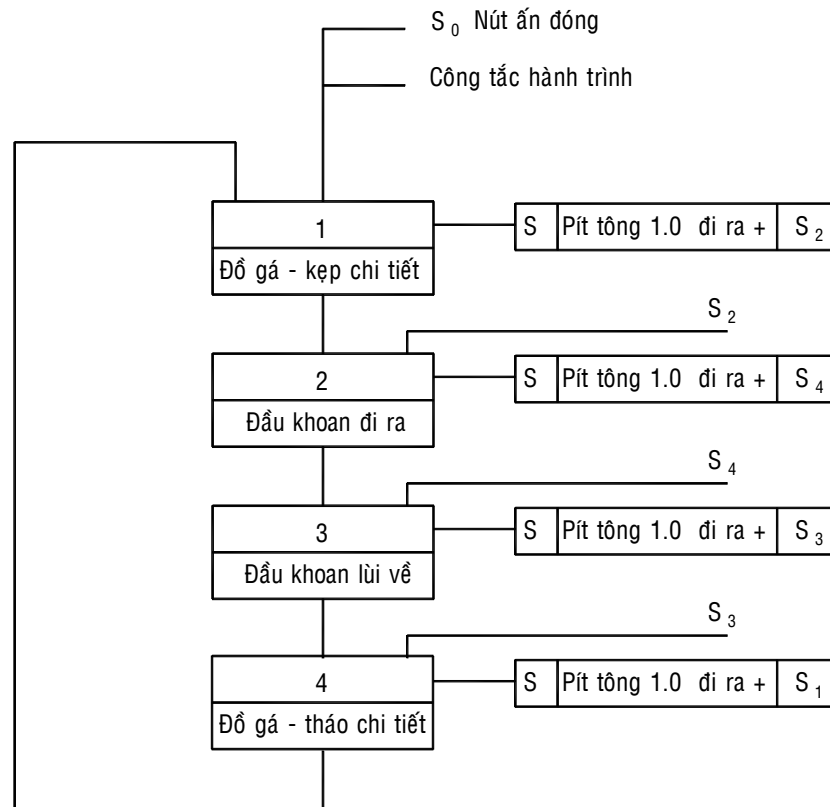 S0 Nút ấn đóng
Công tắc hành trình
1
Đồ gá - kẹp chi tiết
S Pít tông 1.0 đi ra + S2
S2
2
Đầu khoan đi ra
S Pít tông 1.0 đi ra + S4
S4
3
Đầu khoan lùi về
S Pít tông 1.0 đi ra + S3
S3
4
Đồ gá - tháo chi tiết
S Pít tông 1.0 đi ra + S1